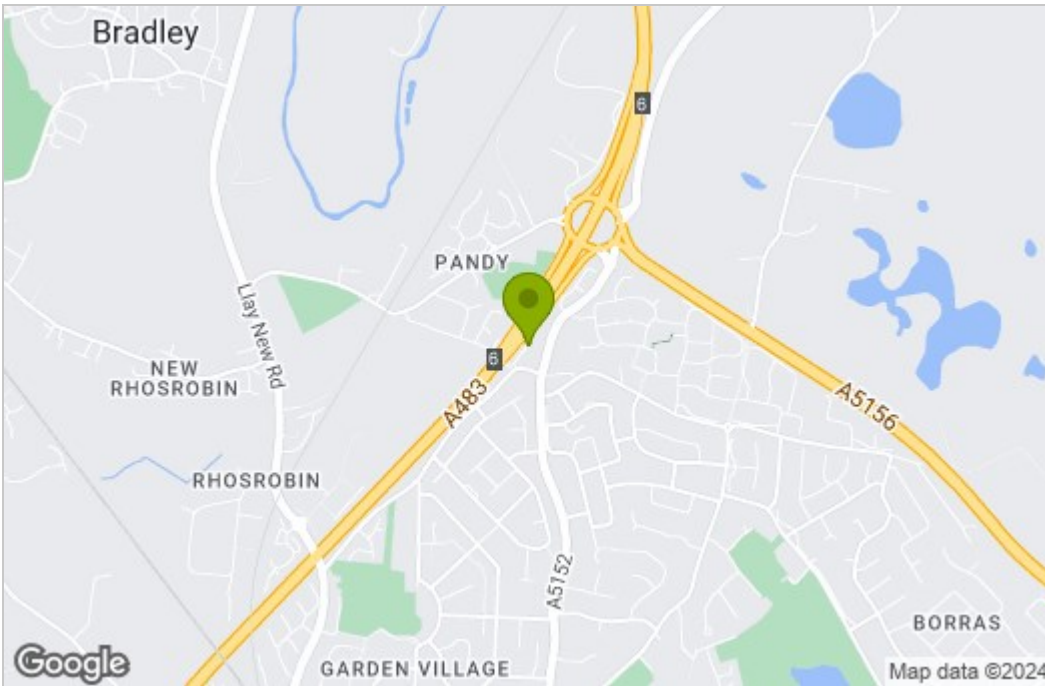 Bradley
6
PANDY
Llay New Rd
6
NEW
RHOSROBIN
A483
A5156
RHOSROBIN
A5152
BORRAS
GARDEN VILLAGE
Google
Map data ©2024